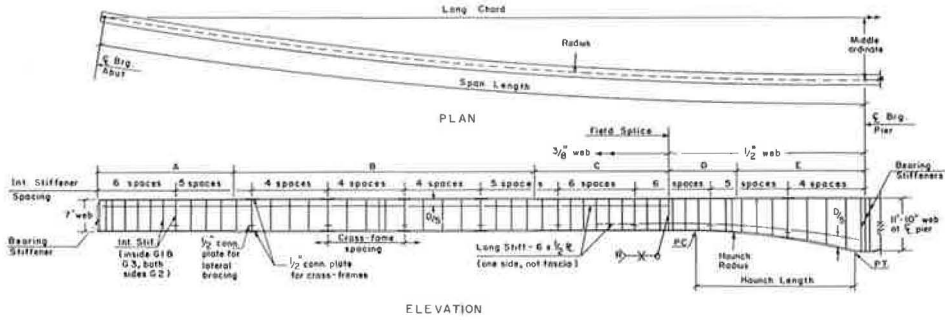 Long Chord
Radius
Middle
ordinate
℄ Brg.
Abut
Span Length
PLAN
℄ Brg.
Pier
Field Splice
3/8" web
1/2" web
Bearing
Stiffeners
A
B
C
D
E
Int. Stiffener
Spacing
6 spaces
5 spaces
4 spaces
4 spaces
4 spaces
5 spaces
6 spaces
6
spaces
5
spaces
4 spaces
7' web
D/5
D/5
11'-10" web
at ℄ pier
Bearing
Stiffener
Int. Stif.
(inside G1 &
G3, both
sides G2)
1/2" conn.
plate for
lateral
bracing
Cross-fame
spacing
1/2" conn. plate
for cross-frames
Long Stiff - 6 x 1/2 ℄
(one side, not fascia)
P.C.
Haunch
Radius
P.T.
Haunch Length
ELEVATION